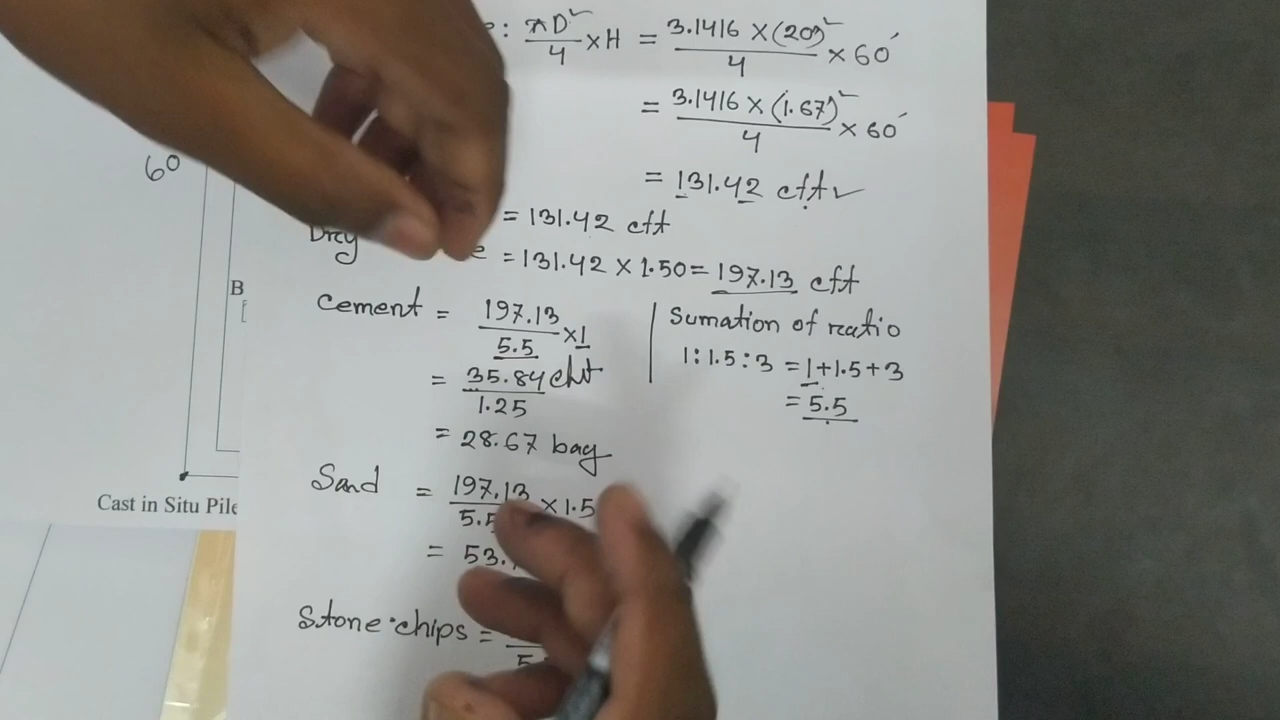 : πD²/4 × H = 3.1416 × (20")²/4 × 60'
= 3.1416 × (1.67)²/4 × 60'
= 131.42 cft ✓
= 131.42 cft
Dry = 131.42 × 1.50 = 197.13 cft
Cement = 197.13/5.5 × 1
= 35.84 cft/1.25
= 28.67 bag
Sumation of ratio
1:1.5:3 = 1+1.5+3
= 5.5
Sand = 197.13/5.5 × 1.5
= 53.
Stone chips =
60
B
Cast in Situ Pile